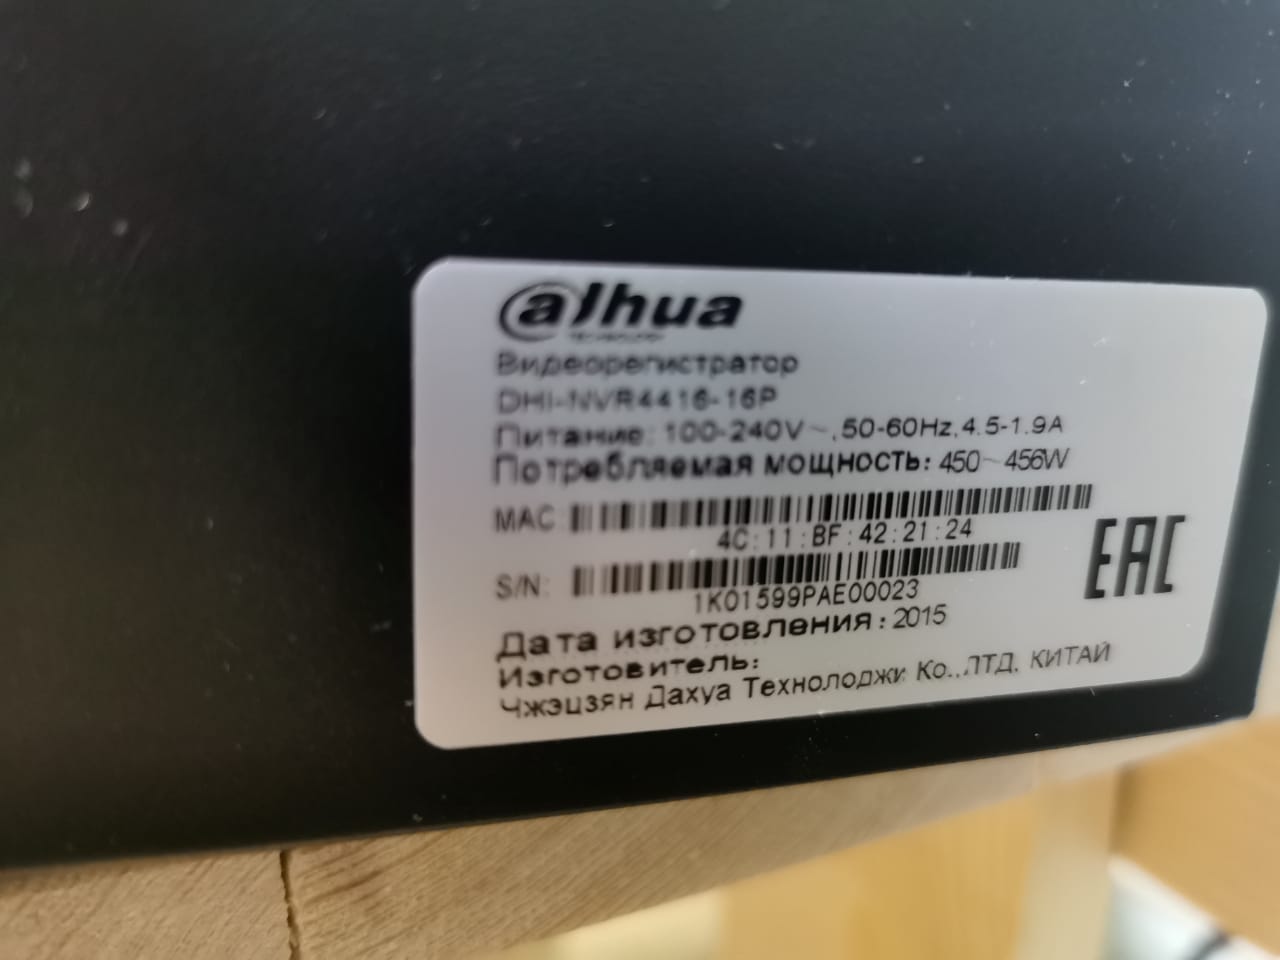 alhua
TECHNOLOGY
Видеорегистратор
DHI-NVR4416-16P
Питание: 100-240V~,50-60Hz,4.5-1.9A
Потребляемая мощность: 450~456W
MAC
4C:11:BF:42:21:24
S/N:
1K01599PAE00023
EAC
Дата изготовления: 2015
Изготовитель:
Чжэцзян Дахуа Технолоджи Ко.,ЛТД, КИТАЙ